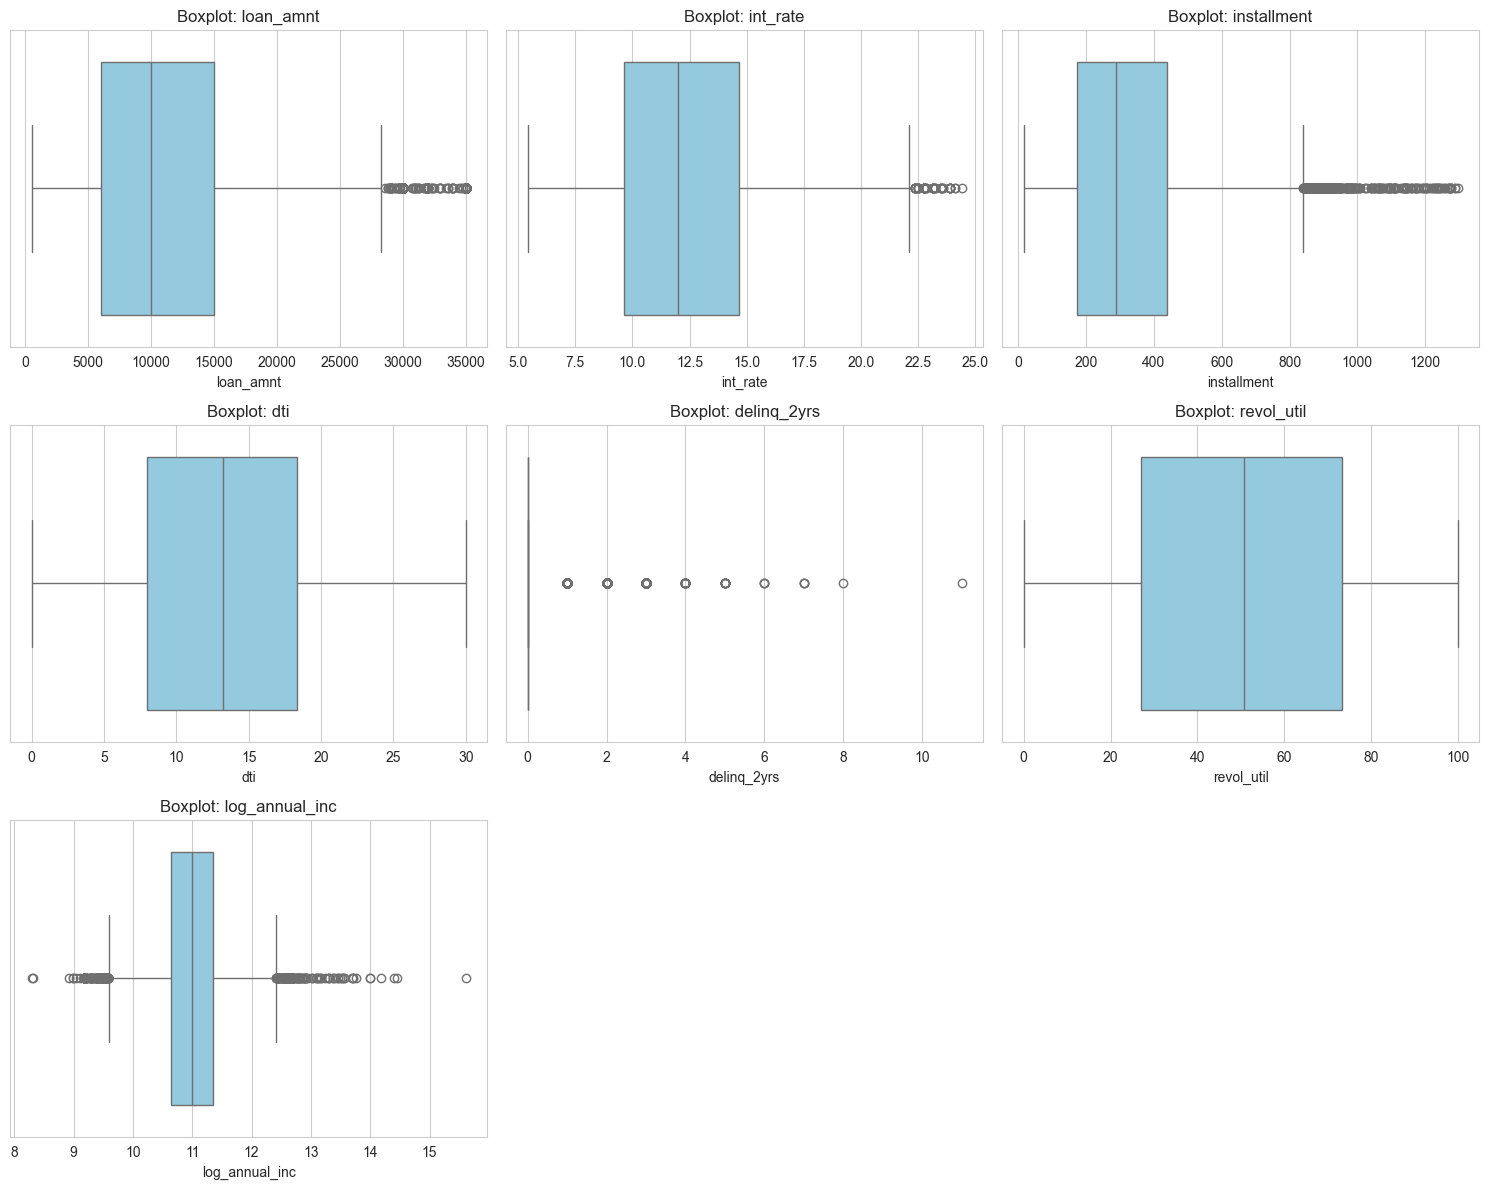 Boxplot: loan_amnt
0 5000 10000 15000 20000 25000 30000 35000
loan_amnt
Boxplot: int_rate
5.0 7.5 10.0 12.5 15.0 17.5 20.0 22.5 25.0
int_rate
Boxplot: installment
0 200 400 600 800 1000 1200
installment
Boxplot: dti
0 5 10 15 20 25 30
dti
Boxplot: delinq_2yrs
0 2 4 6 8 10
delinq_2yrs
Boxplot: revol_util
0 20 40 60 80 100
revol_util
Boxplot: log_annual_inc
8 9 10 11 12 13 14 15
log_annual_inc